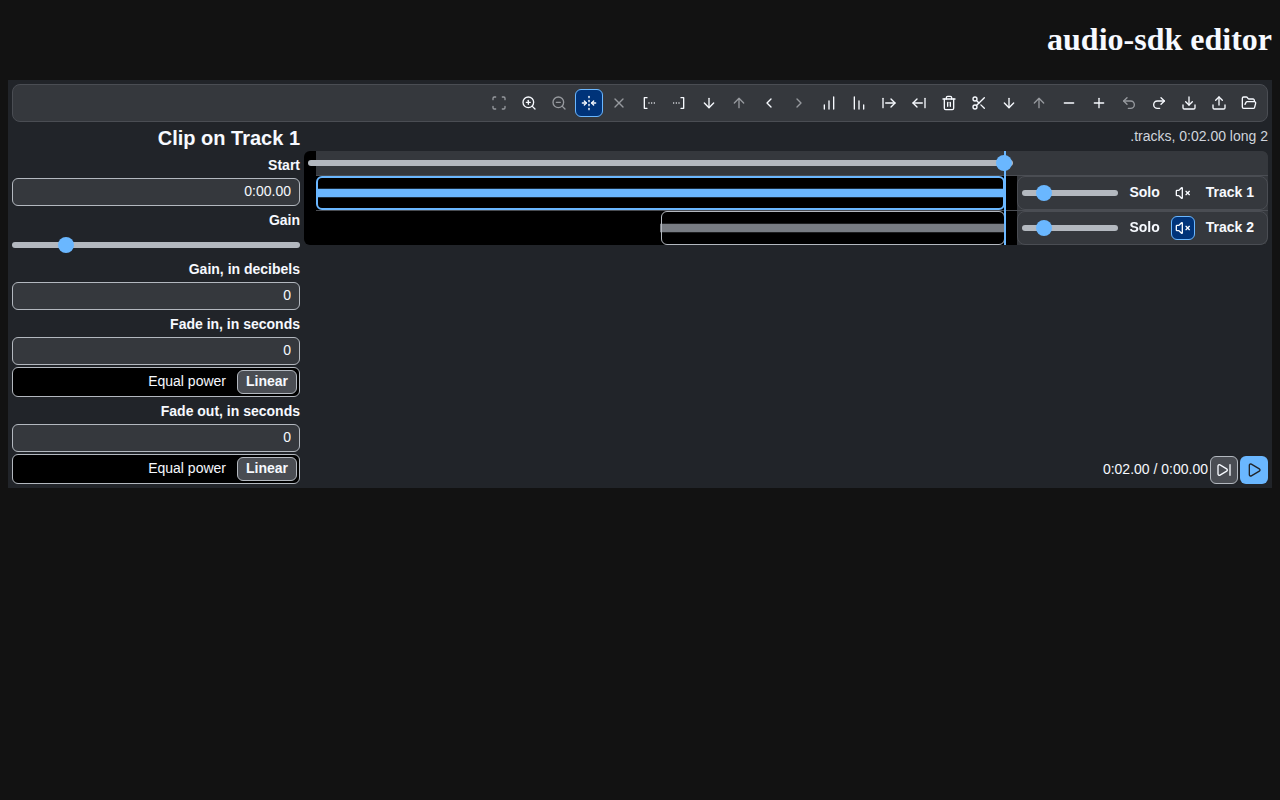 audio-sdk editor
Clip on Track 1
Start
0:00.00
Gain
Gain, in decibels
0
Fade in, in seconds
0
Equal power Linear
Fade out, in seconds
0
Equal power Linear
.tracks, 0:02.00 long 2
Solo Track 1
Solo Track 2
0:02.00 / 0:00.00